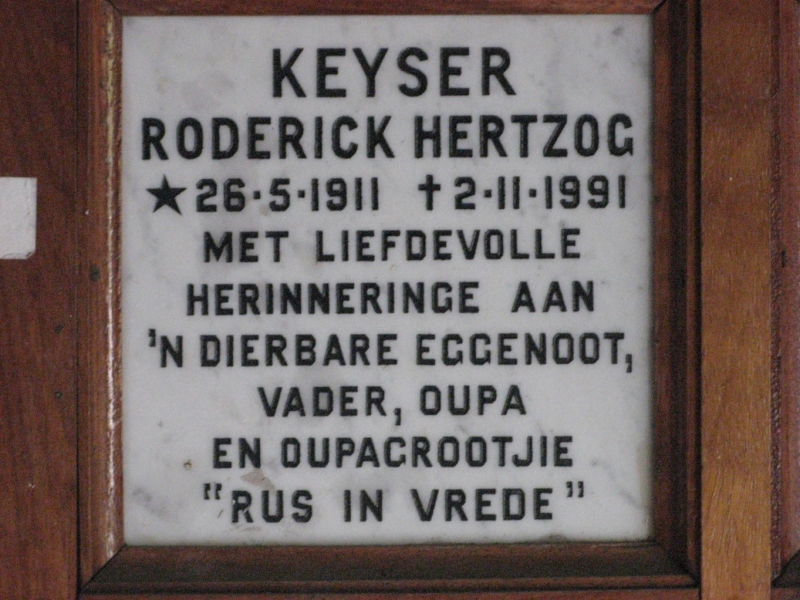 KEYSER
RODERICK HERTZOG
★26·5·1911 †2·11·1991
MET LIEFDEVOLLE
HERINNERINGE AAN
'N DIERBARE EGGENOOT,
VADER, OUPA
EN OUPAGROOTJIE
"RUS IN VREDE"